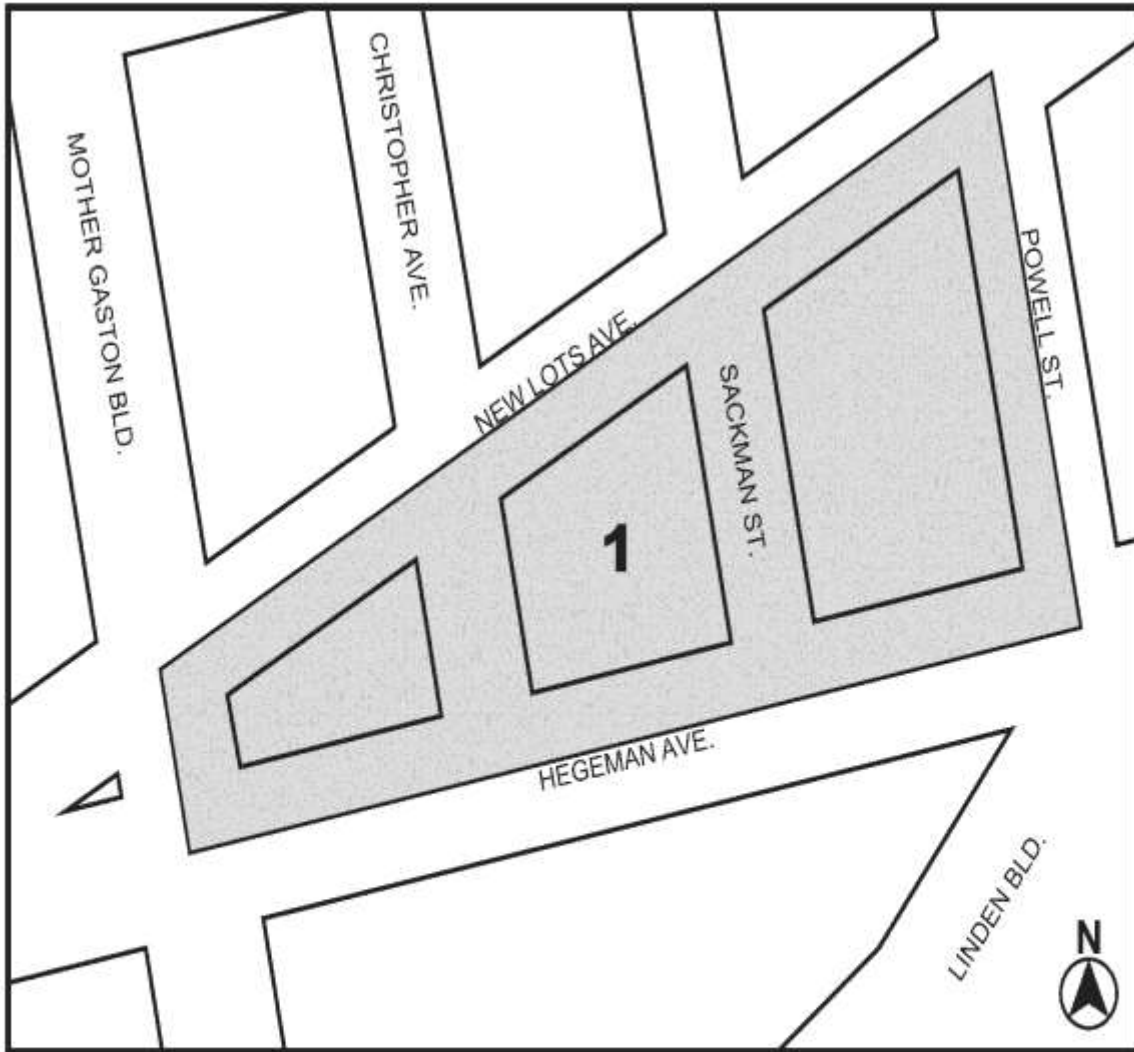 CHRISTOPHER AVE.
MOTHER GASTON BLD.
NEW LOTS AVE.
POWELL ST.
SACKMAN ST.
1
HEGEMAN AVE.
LINDEN BLD.
N